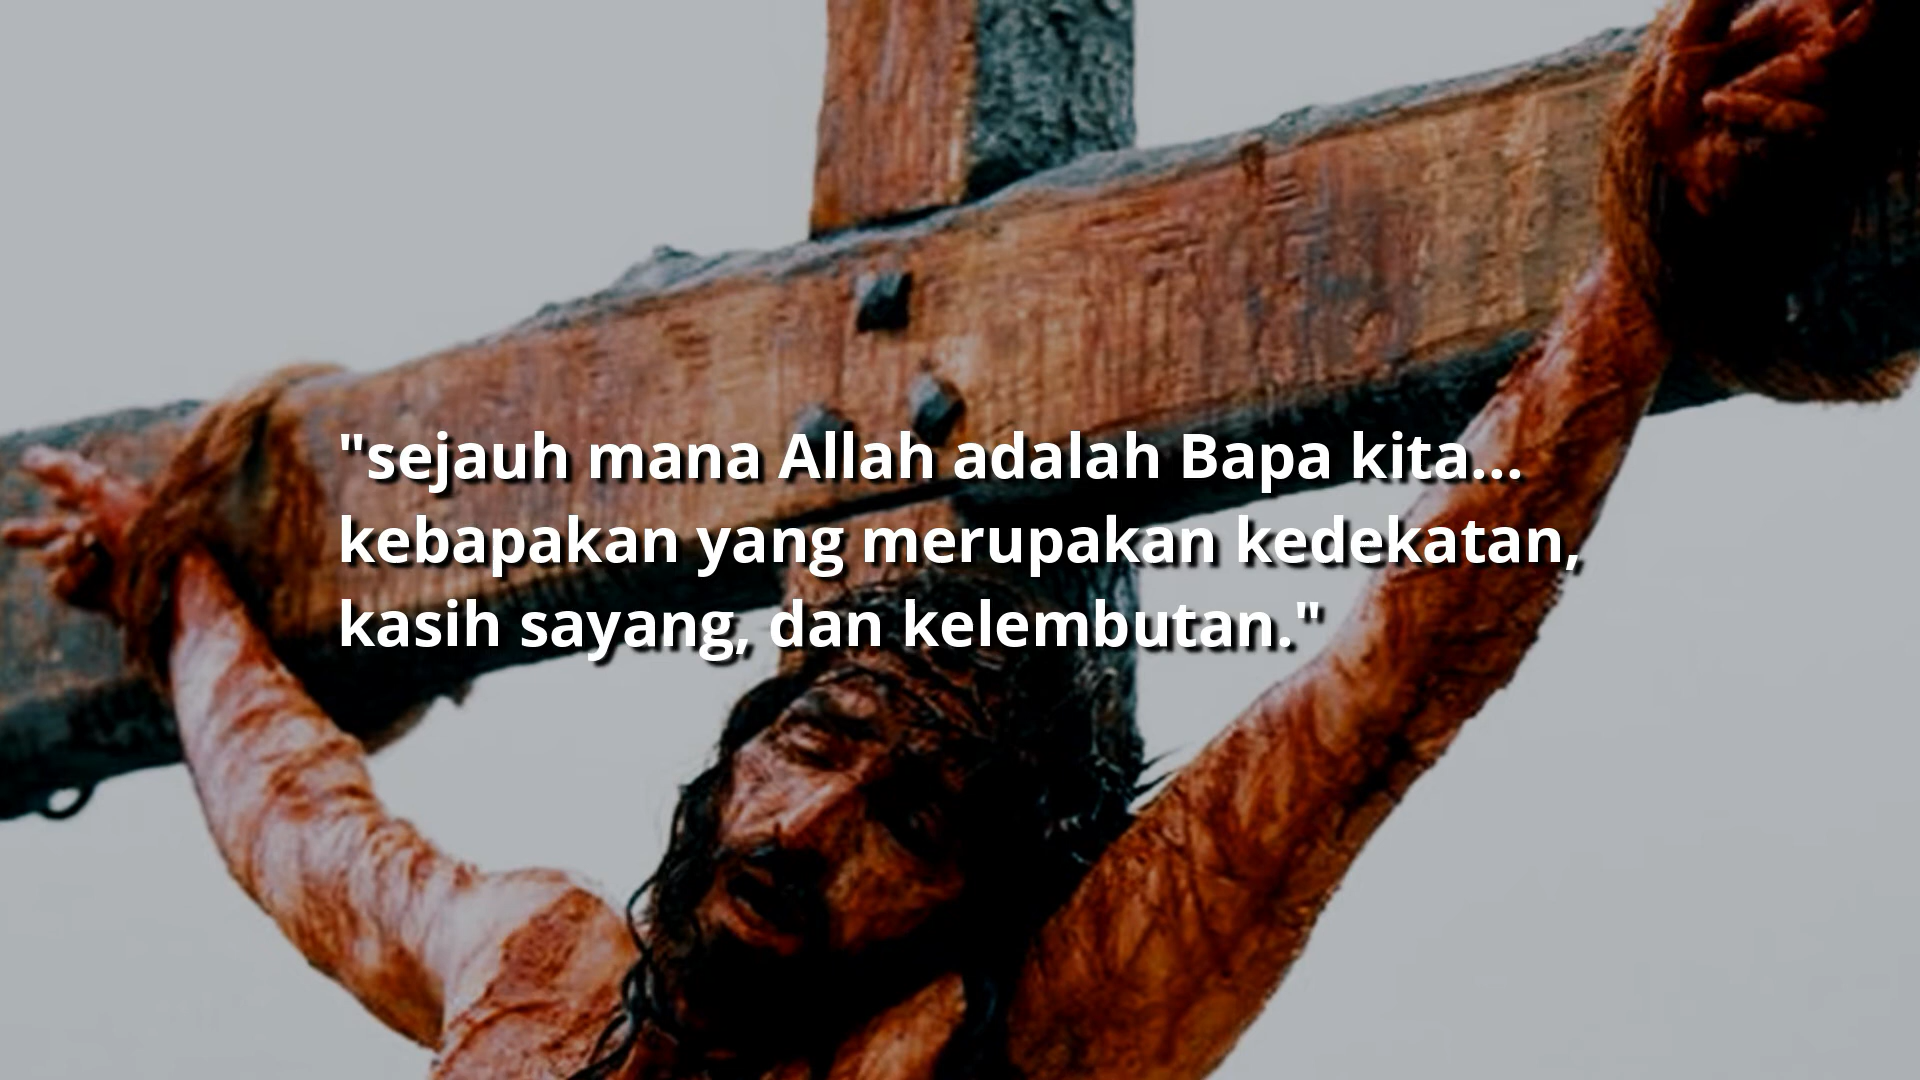 "sejauh mana Allah adalah Bapa kita...
kebapakan yang merupakan kedekatan,
kasih sayang, dan kelembutan."